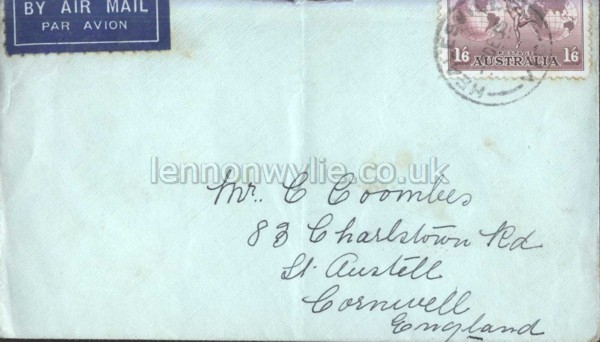 BY AIR MAIL
PAR AVION
1/6 POSTAGE 1/6
AUSTRALIA
lennonwylie.co.uk
Mr. C Coombes
83 Charlstown Rd
St. Austell
Cornwell
England